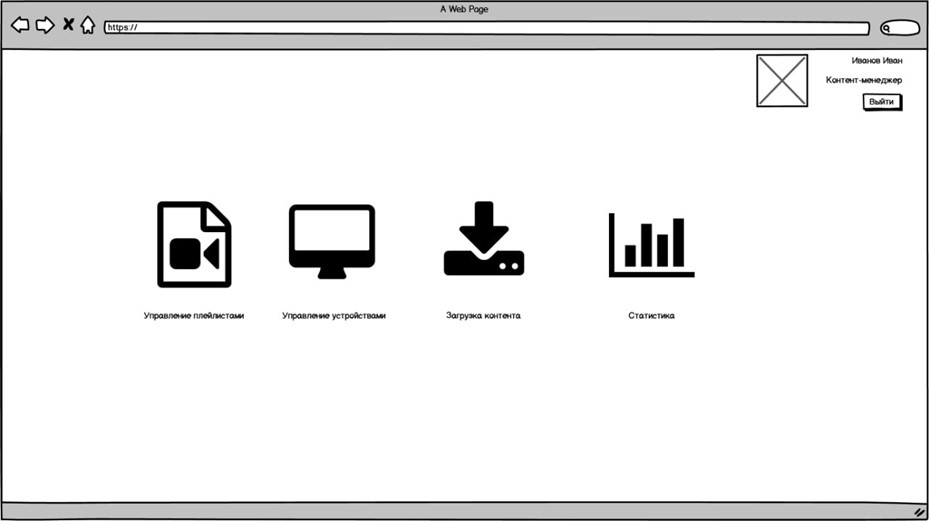 A Web Page
https://
Иванов Иван
Контент-менеджер
Выйти
Управление плейлистами
Управление устройствами
Загрузка контента
Статистика